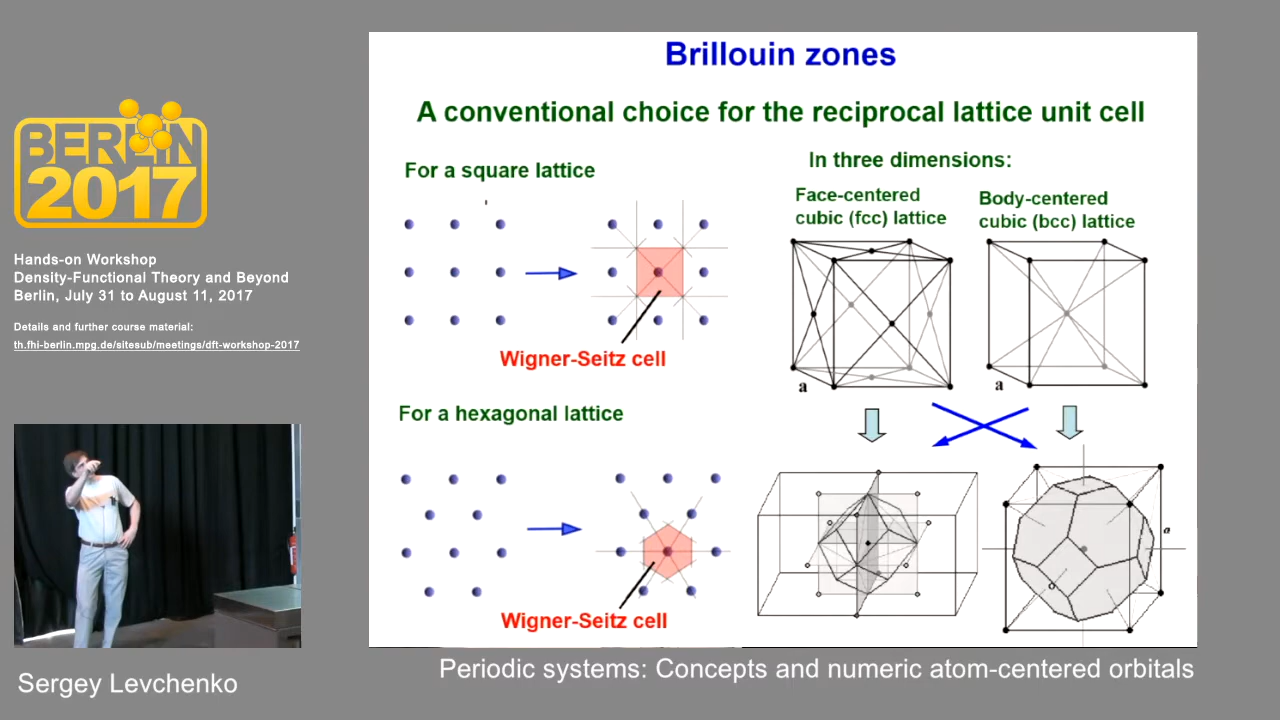 BERLIN
2017
Hands-on Workshop
Density-Functional Theory and Beyond
Berlin, July 31 to August 11, 2017
Details and further course material:
th.fhi-berlin.mpg.de/sitesub/meetings/dft-workshop-2017
Brillouin zones
A conventional choice for the reciprocal lattice unit cell
For a square lattice
Wigner-Seitz cell
For a hexagonal lattice
Wigner-Seitz cell
In three dimensions:
Face-centered
cubic (fcc) lattice
Body-centered
cubic (bcc) lattice
a
a
a
Sergey Levchenko
Periodic systems: Concepts and numeric atom-centered orbitals